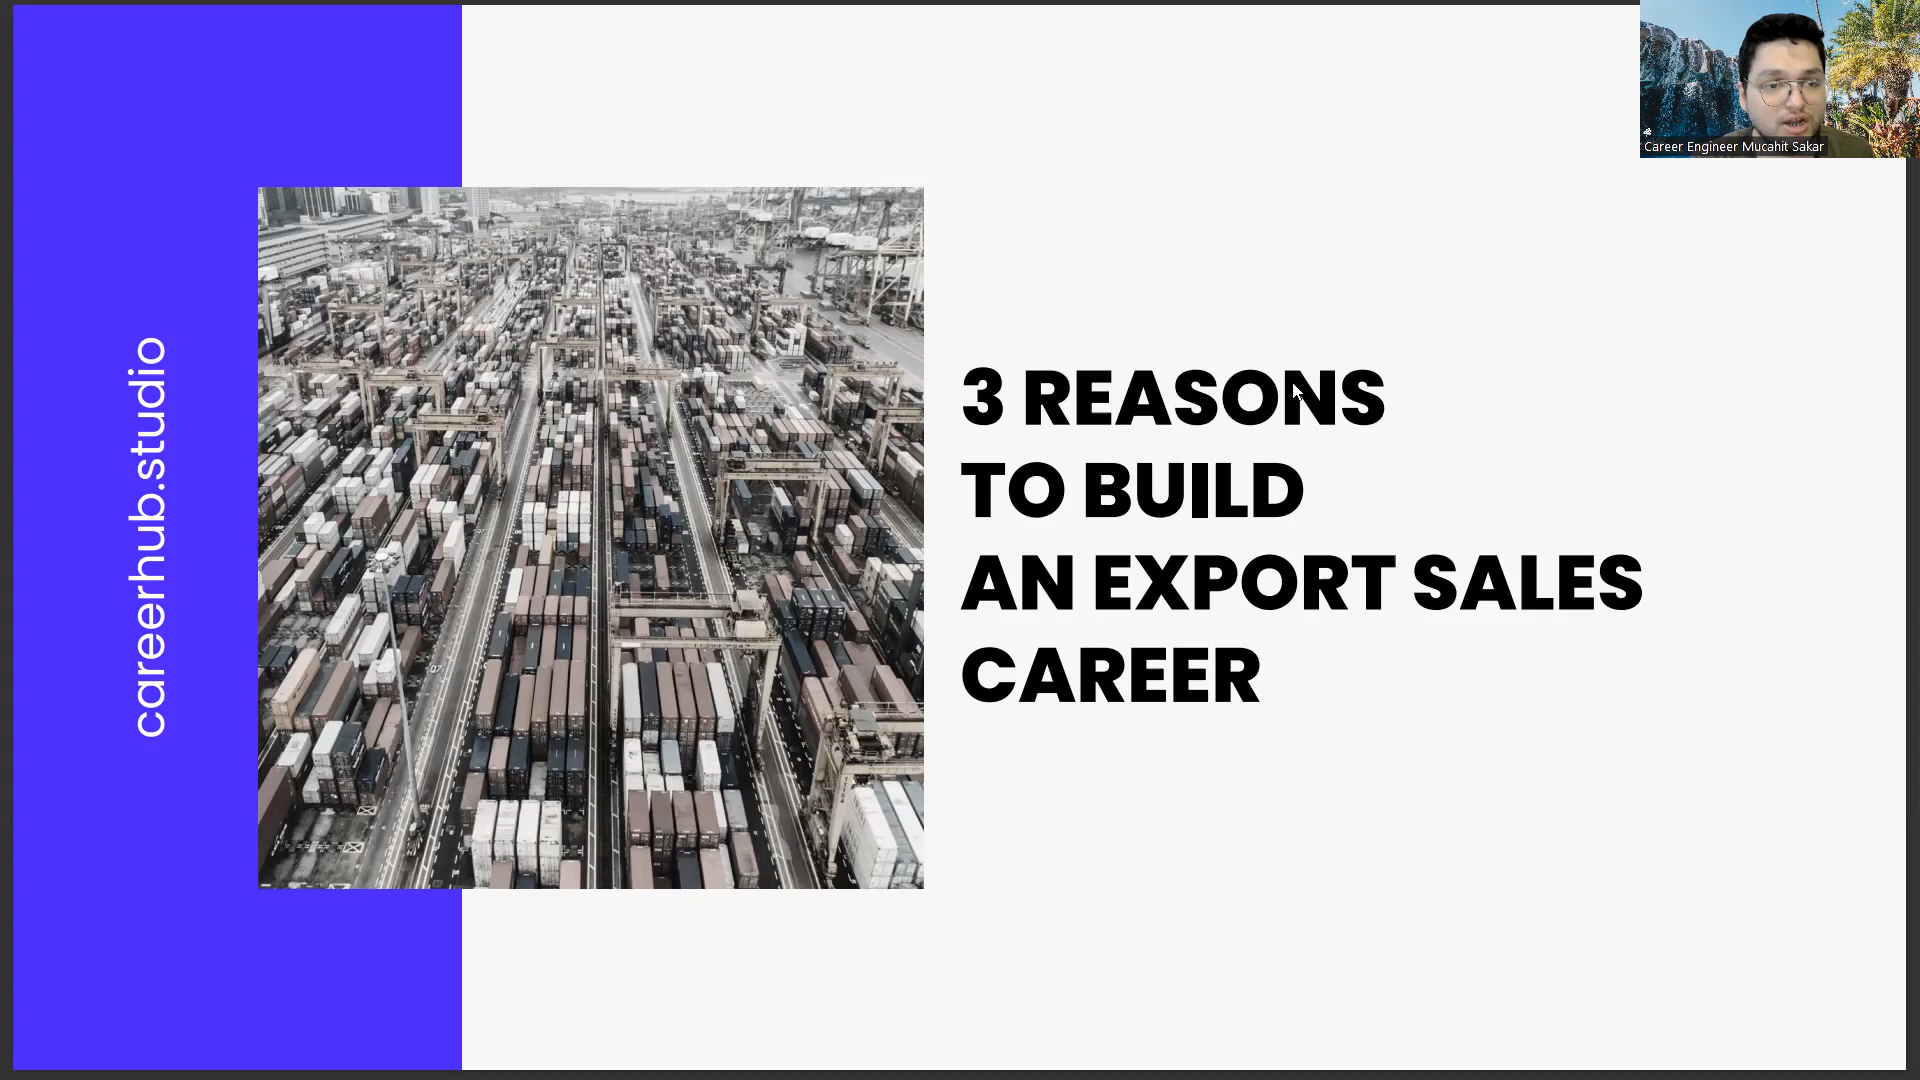 careerhub.studio
3 REASONS
TO BUILD
AN EXPORT SALES
CAREER
Career Engineer Mucahit Sakar